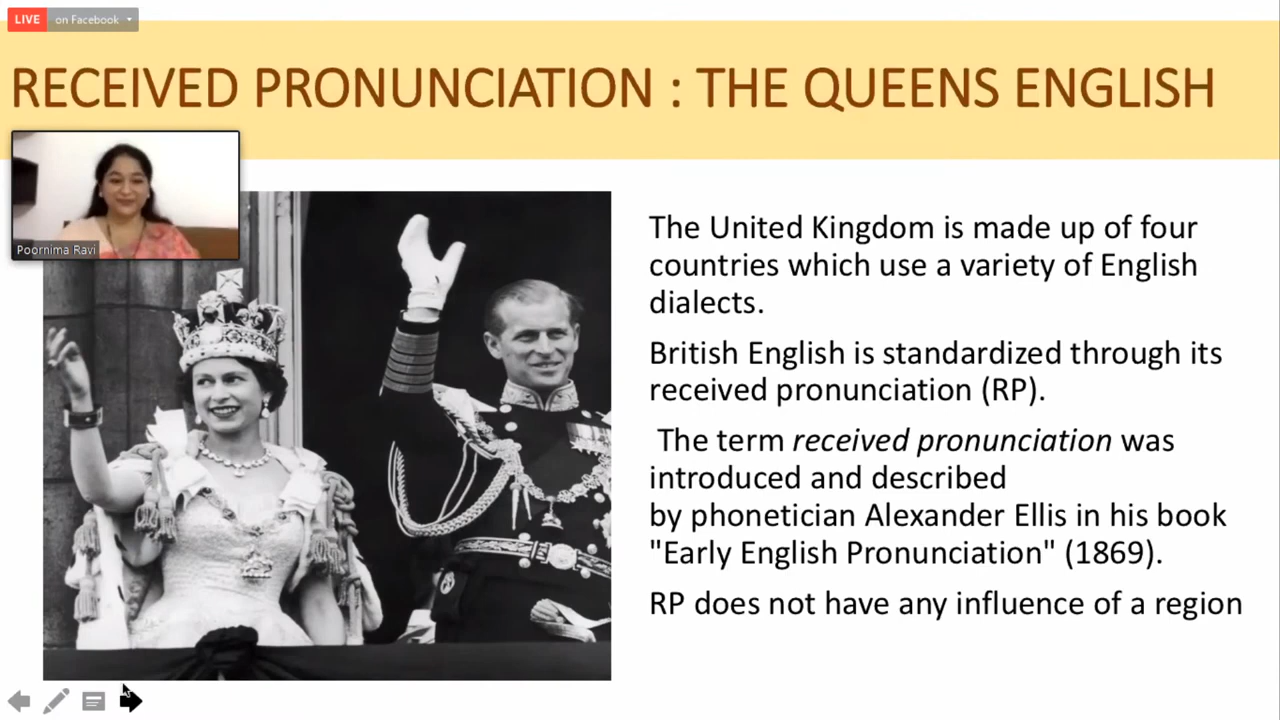 LIVE on Facebook
RECEIVED PRONUNCIATION : THE QUEENS ENGLISH
Poornima Ravi
The United Kingdom is made up of four
countries which use a variety of English
dialects.
British English is standardized through its
received pronunciation (RP).
The term received pronunciation was
introduced and described
by phonetician Alexander Ellis in his book
"Early English Pronunciation" (1869).
RP does not have any influence of a region